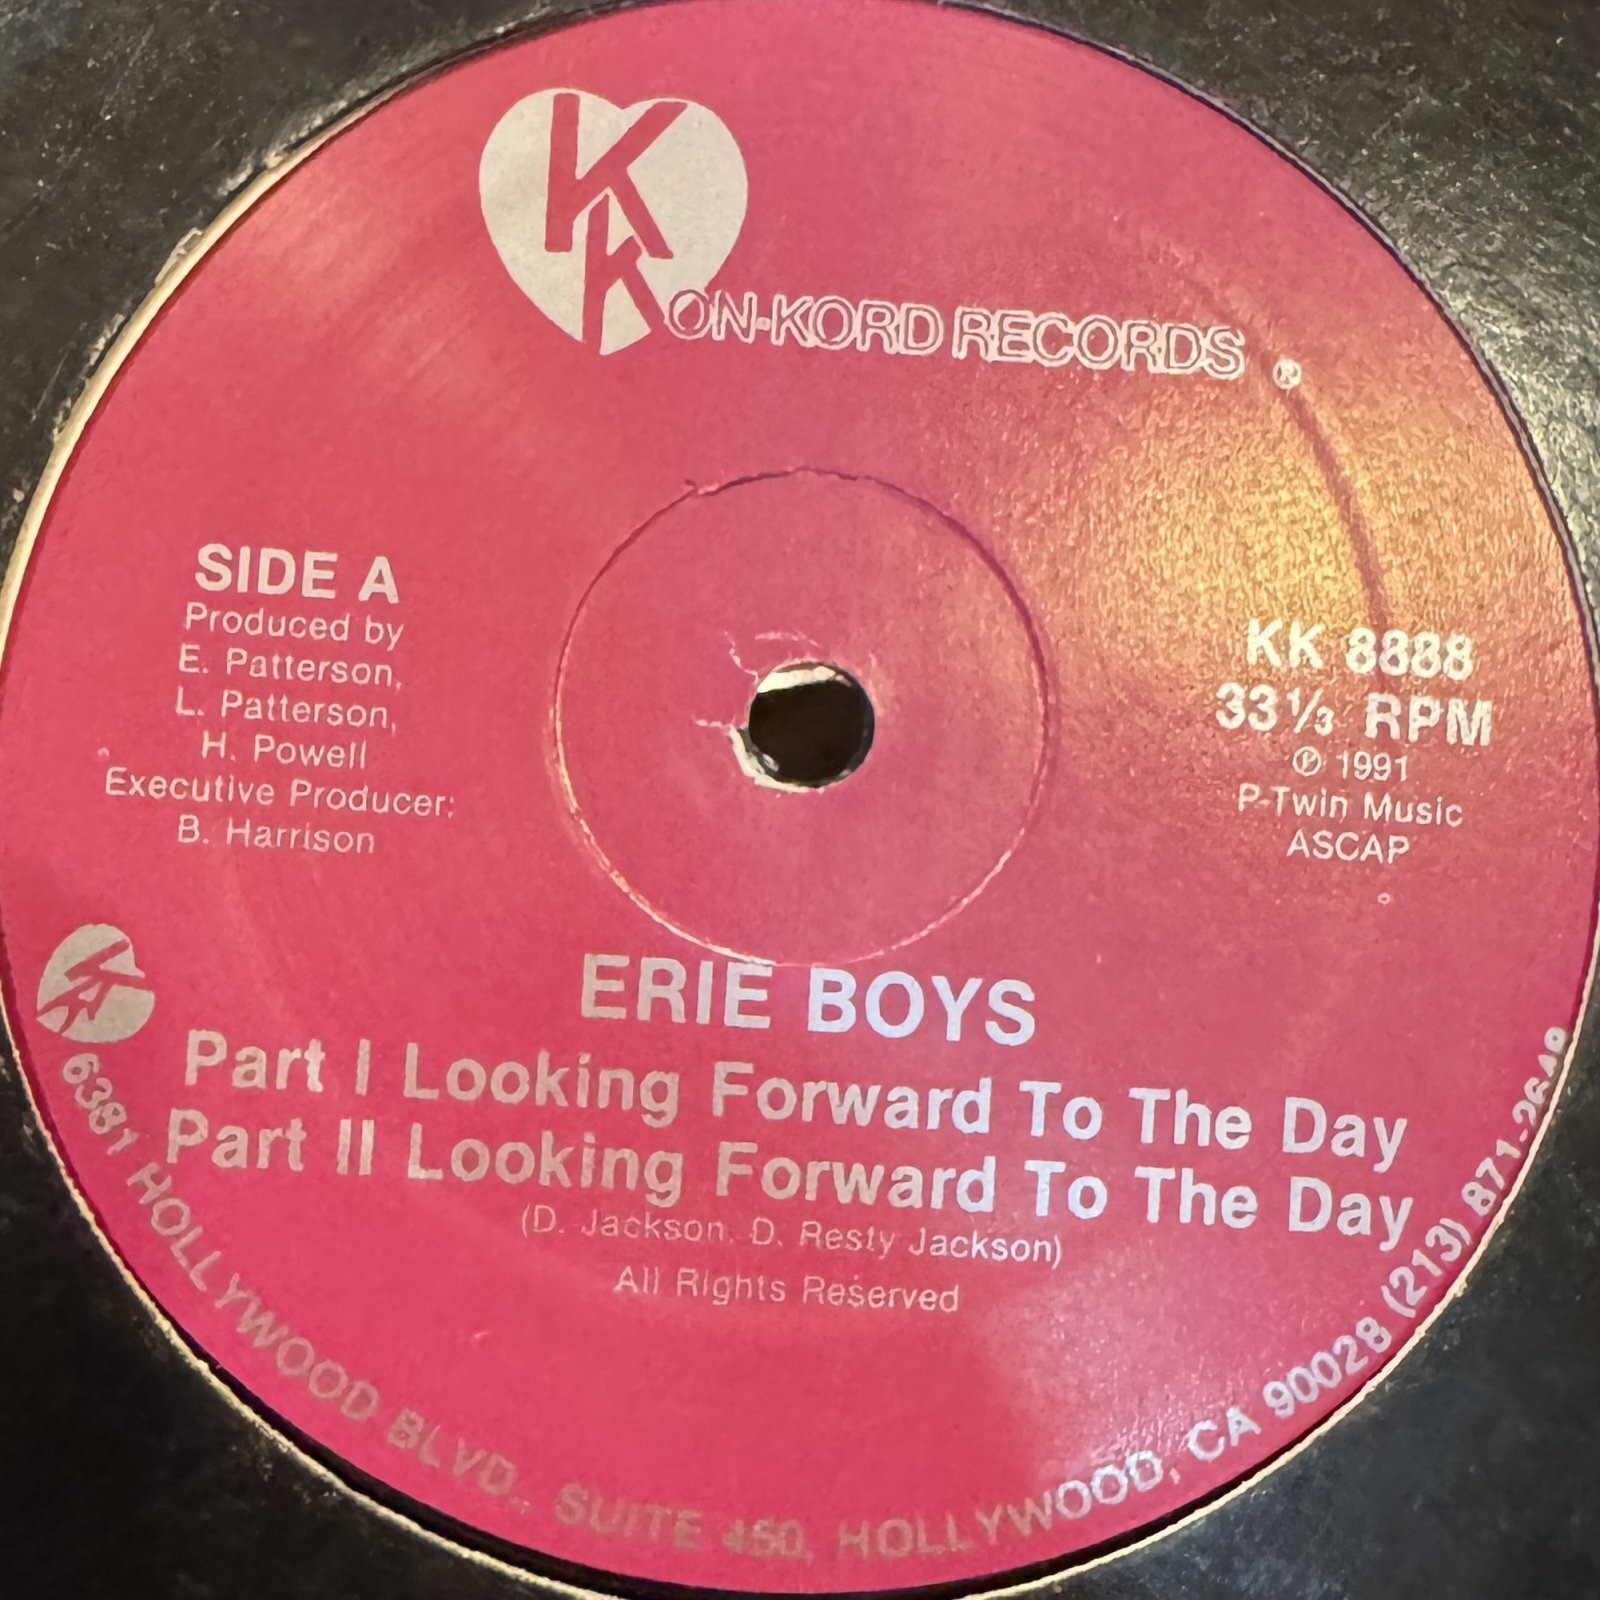 KON-KORD RECORDS ®
SIDE A
Produced by
E. Patterson,
L. Patterson,
H. Powell
Executive Producer:
B. Harrison
KK 8888
33⅓ RPM
℗ 1991
P-Twin Music
ASCAP
ERIE BOYS
Part I Looking Forward To The Day
Part II Looking Forward To The Day
(D. Jackson, D. Resty Jackson)
All Rights Reserved
KK 6381 HOLLYWOOD BLVD., SUITE 450, HOLLYWOOD, CA 90028 (213) 871-2648